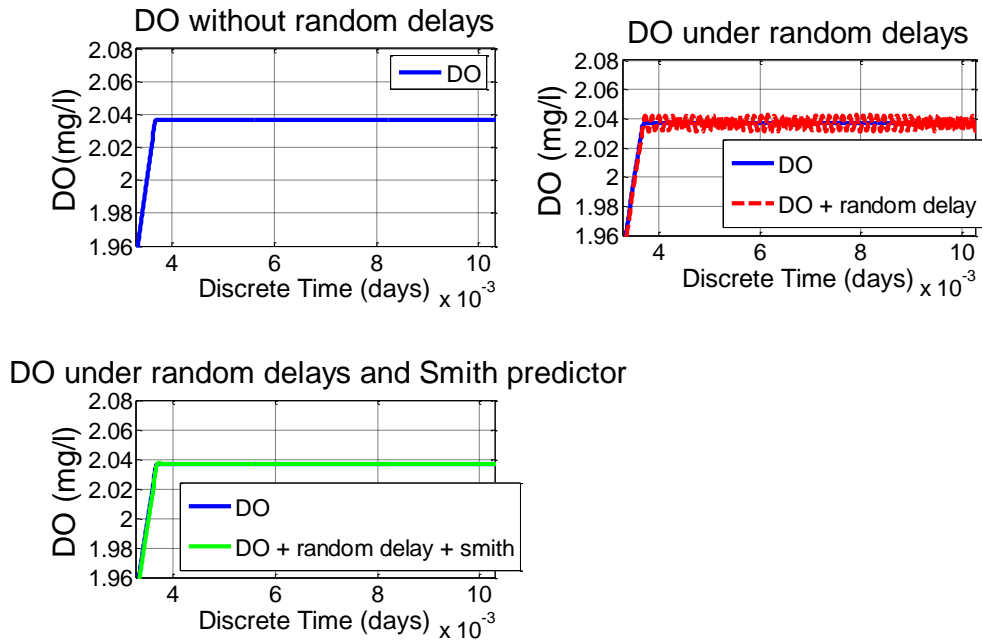 DO without random delays
DO(mg/l)
2.08
2.06
2.04
2.02
2
1.98
1.96
DO
4
6
8
10
Discrete Time (days)
x 10^-3
DO under random delays
DO (mg/l)
2.08
2.06
2.04
2.02
2
1.98
1.96
DO
DO + random delay
4
6
8
10
Discrete Time (days)
x 10^-3
DO under random delays and Smith predictor
DO (mg/l)
2.08
2.06
2.04
2.02
2
1.98
1.96
DO
DO + random delay + smith
4
6
8
10
Discrete Time (days)
x 10^-3